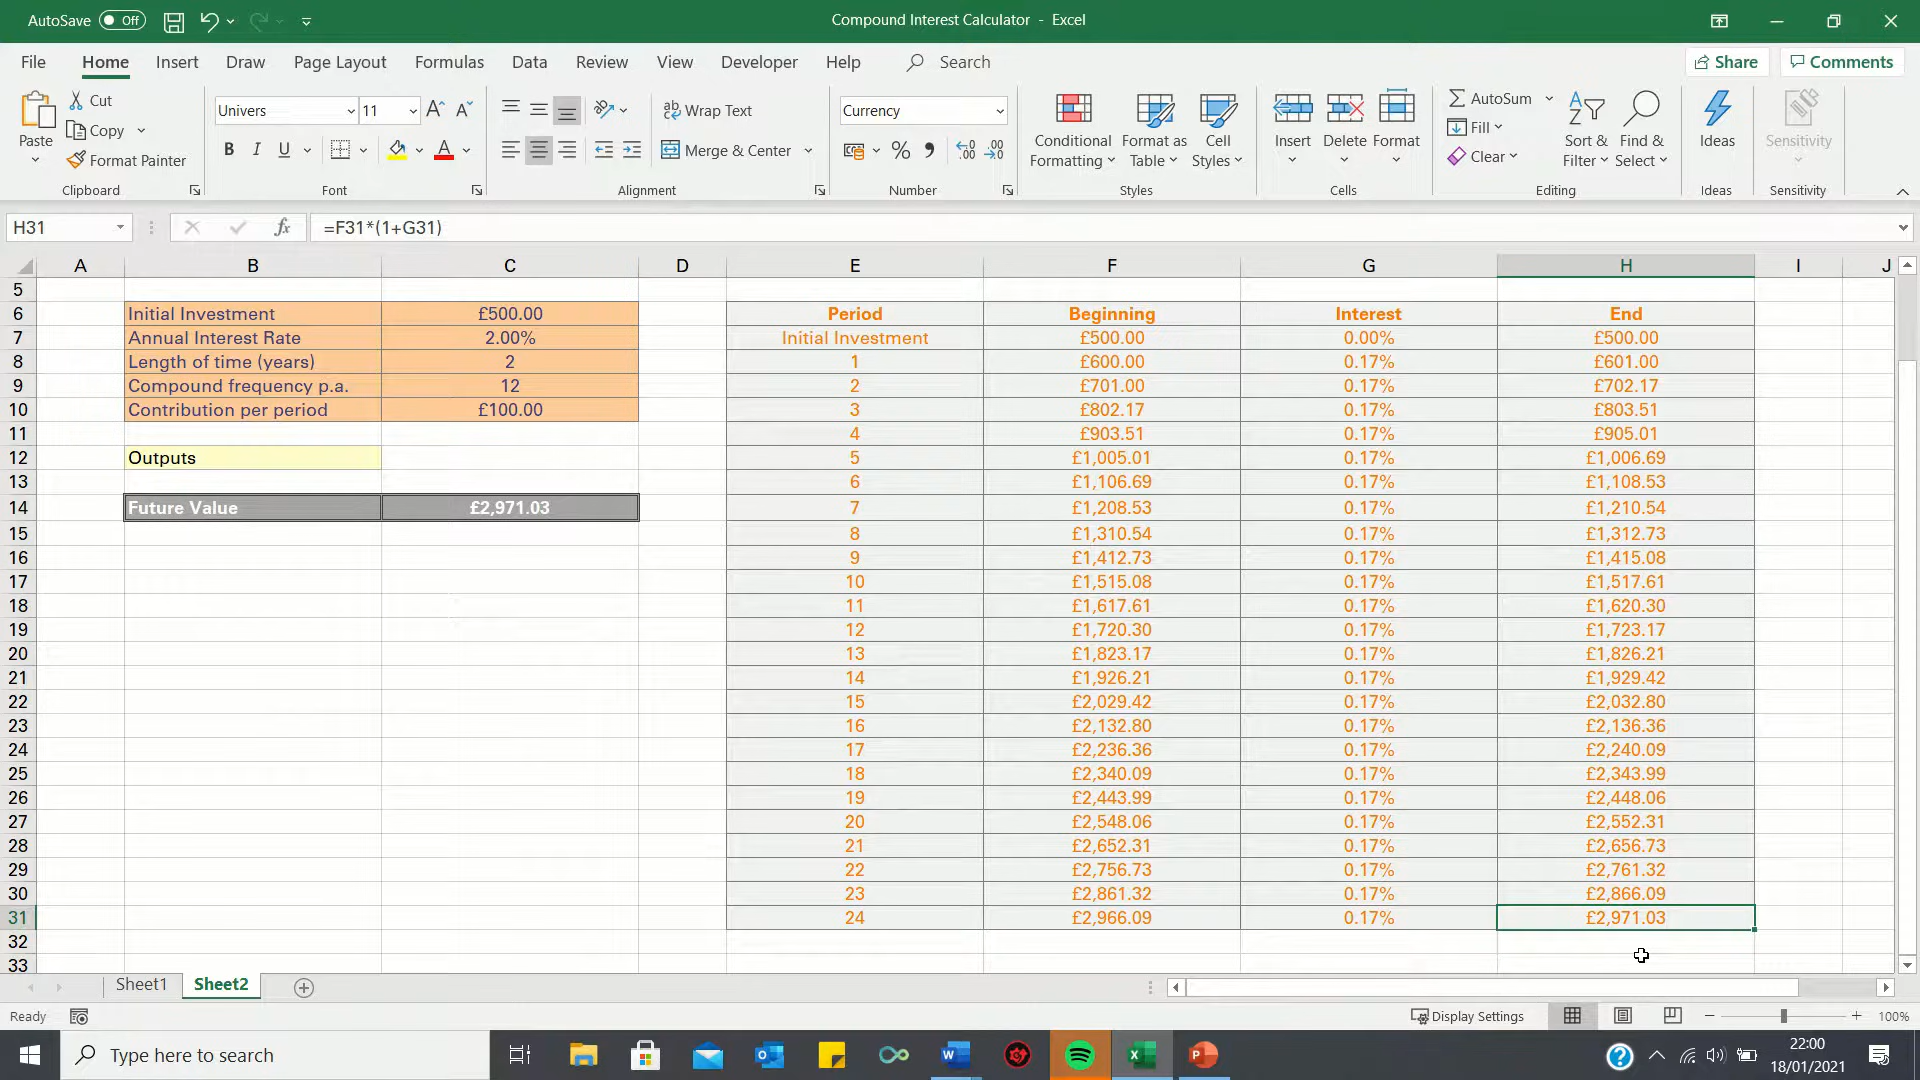 AutoSave Off
Compound Interest Calculator - Excel
File Home Insert Draw Page Layout Formulas Data Review View Developer Help Search Share Comments
Paste Cut Copy Format Painter
Univers 11
B I U A
Wrap Text
Merge & Center
Currency
Conditional Formatting Format as Table Cell Styles
Insert Delete Format
AutoSum
Fill
Clear
Sort & Filter Find & Select
Ideas
Sensitivity
Clipboard Font Alignment Number Styles Cells Editing Ideas Sensitivity
H31 fx =F31*(1+G31)
A B C D E F G H I J
5
6 Initial Investment £500.00 Period Beginning Interest End
7 Annual Interest Rate 2.00% Initial Investment £500.00 0.00% £500.00
8 Length of time (years) 2 1 £600.00 0.17% £601.00
9 Compound frequency p.a. 12 2 £701.00 0.17% £702.17
10 Contribution per period £100.00 3 £802.17 0.17% £803.51
11 4 £903.51 0.17% £905.01
12 Outputs 5 £1,005.01 0.17% £1,006.69
13 6 £1,106.69 0.17% £1,108.53
14 Future Value £2,971.03 7 £1,208.53 0.17% £1,210.54
15 8 £1,310.54 0.17% £1,312.73
16 9 £1,412.73 0.17% £1,415.08
17 10 £1,515.08 0.17% £1,517.61
18 11 £1,617.61 0.17% £1,620.30
19 12 £1,720.30 0.17% £1,723.17
20 13 £1,823.17 0.17% £1,826.21
21 14 £1,926.21 0.17% £1,929.42
22 15 £2,029.42 0.17% £2,032.80
23 16 £2,132.80 0.17% £2,136.36
24 17 £2,236.36 0.17% £2,240.09
25 18 £2,340.09 0.17% £2,343.99
26 19 £2,443.99 0.17% £2,448.06
27 20 £2,548.06 0.17% £2,552.31
28 21 £2,652.31 0.17% £2,656.73
29 22 £2,756.73 0.17% £2,761.32
30 23 £2,861.32 0.17% £2,866.09
31 24 £2,966.09 0.17% £2,971.03
32
33
Sheet1 Sheet2
Ready Display Settings 100%
Type here to search
22:00
18/01/2021